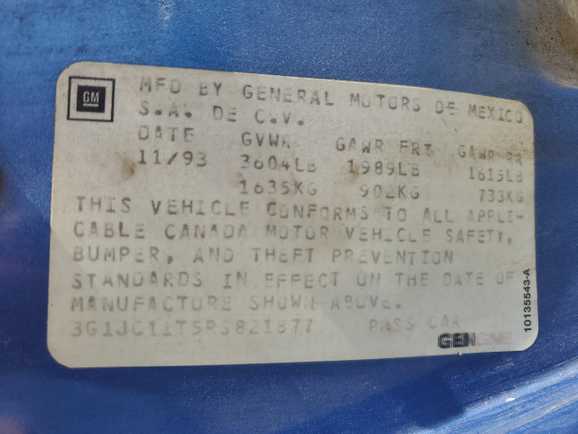 GM
MFD BY GENERAL MOTORS DE MEXICO
S.A. DE C.V.
DATE GVWR GAWR FRT GAWR RR
11/93 3604LB 1989LB 1615LB
1635KG 902KG 733KG
THIS VEHICLE CONFORMS TO ALL APPLI-
CABLE CANADA MOTOR VEHICLE SAFETY,
BUMPER, AND THEFT PREVENTION
STANDARDS IN EFFECT ON THE DATE OF
MANUFACTURE SHOWN ABOVE.
PASS CAR
10135543-A